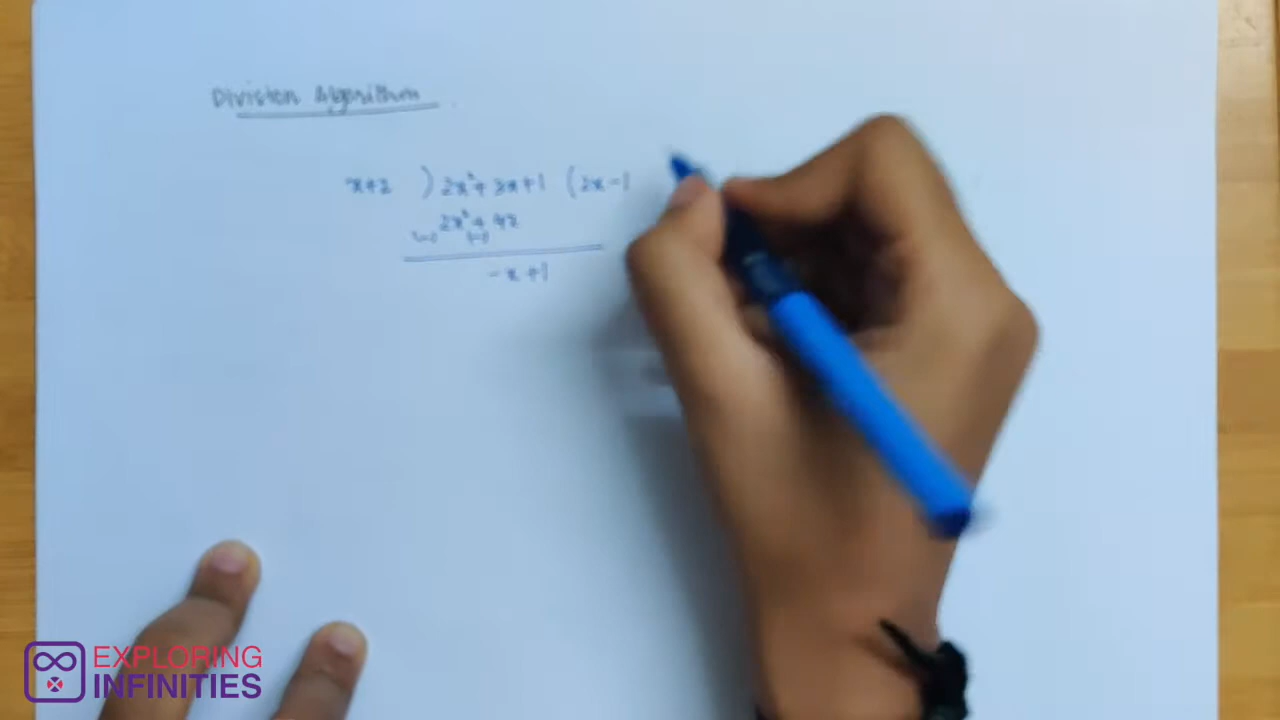 Division Algorithm
x+2 ) 2x²+ 3x+1 (2x-1
2x²+ 4x
(-) (-)
-x+1
EXPLORING
INFINITIES